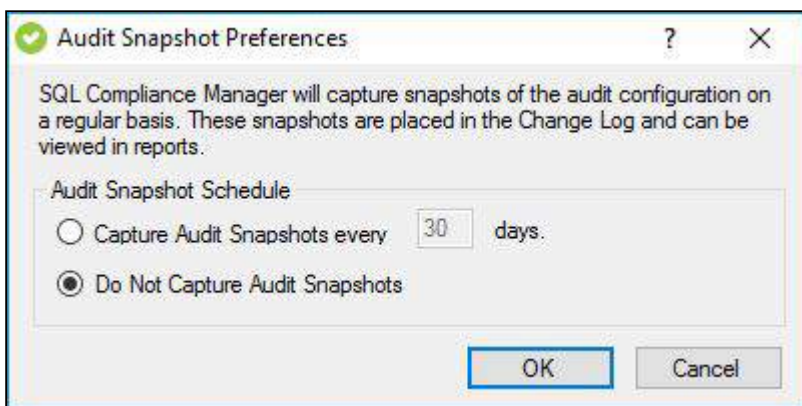 Audit Snapshot Preferences ?
SQL Compliance Manager will capture snapshots of the audit configuration on
a regular basis. These snapshots are placed in the Change Log and can be
viewed in reports.
Audit Snapshot Schedule
Capture Audit Snapshots every 30 days.
Do Not Capture Audit Snapshots
OK Cancel